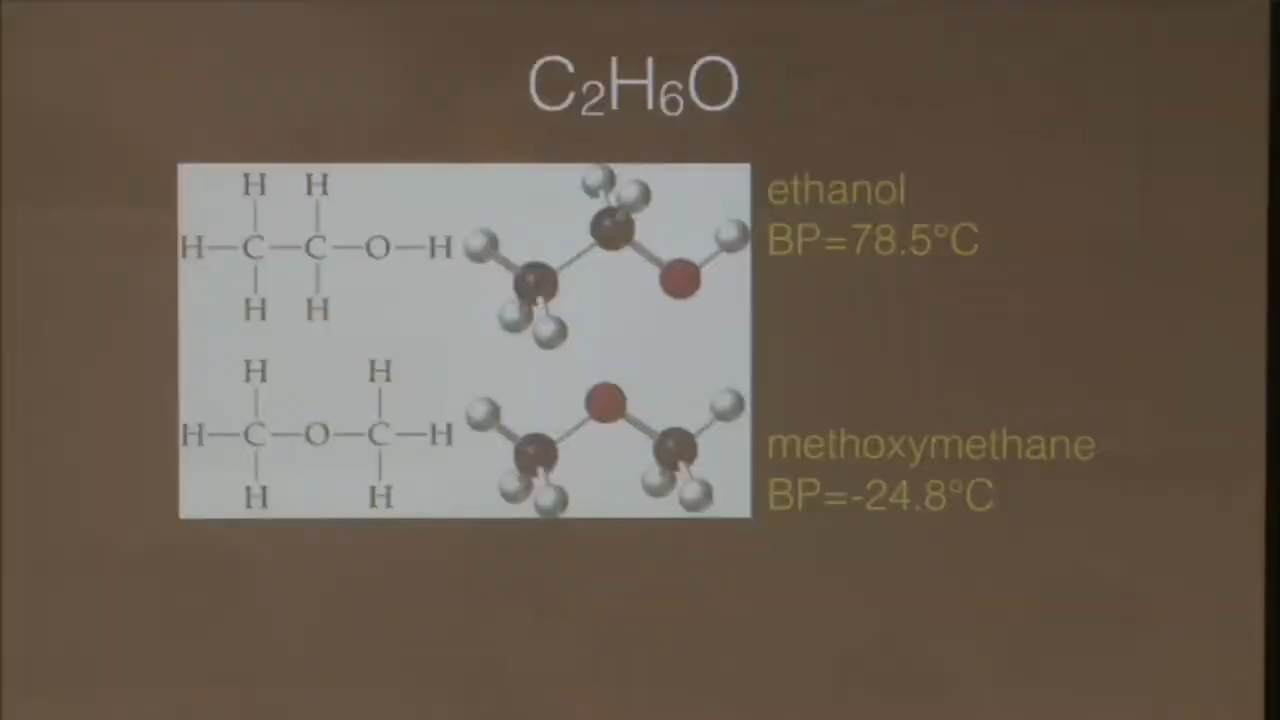 C₂H₆O
H H
H—C—C—O—H
H H
ethanol
BP=78.5°C
H H
H—C—O—C—H
H H
methoxymethane
BP=-24.8°C